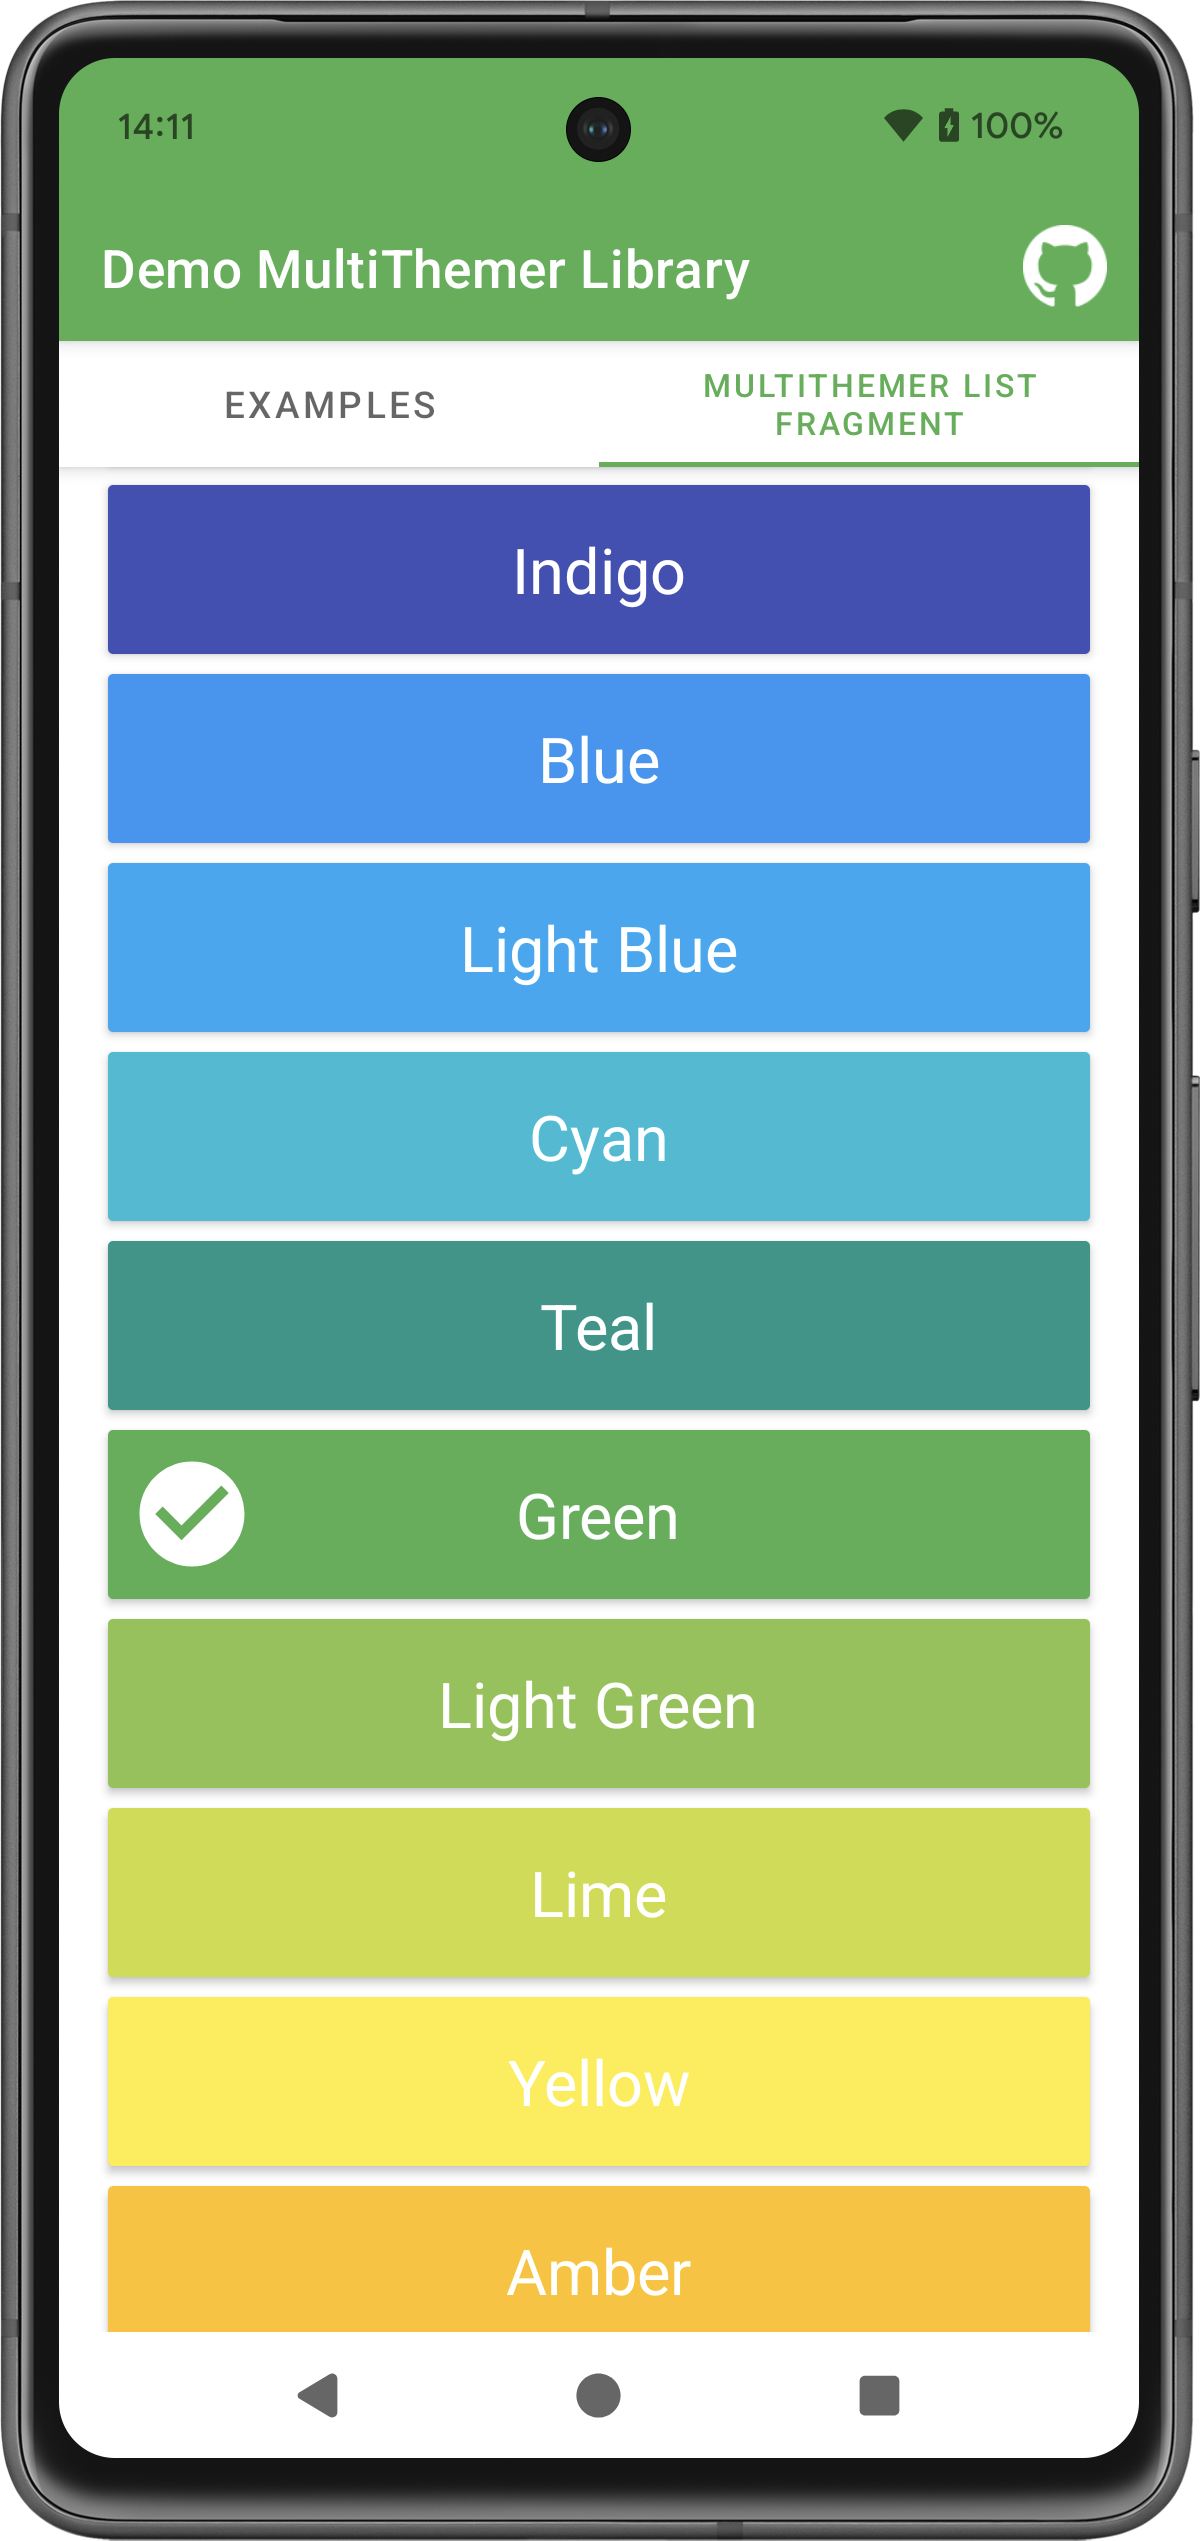 14:11
100%
Demo MultiThemer Library
EXAMPLES
MULTITHEMER LIST
FRAGMENT
Indigo
Blue
Light Blue
Cyan
Teal
Green
Light Green
Lime
Yellow
Amber